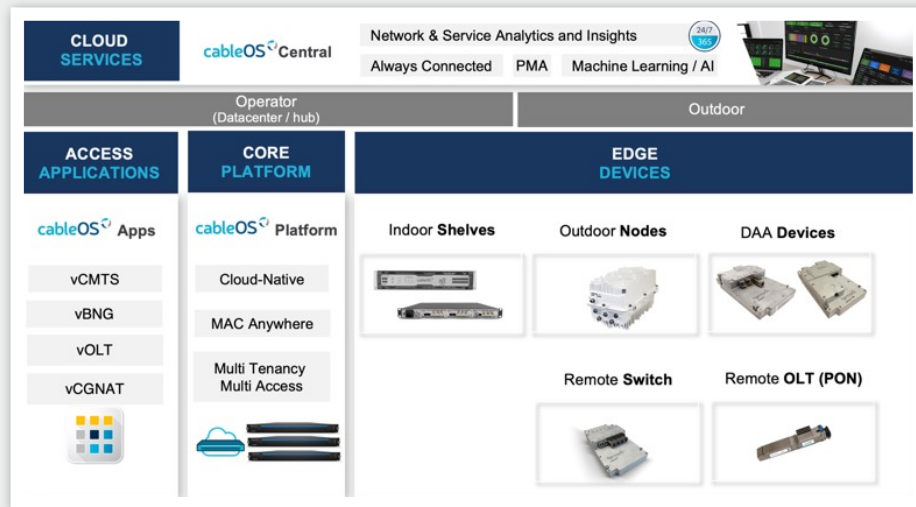 CLOUD
SERVICES
cableOS Central
Network & Service Analytics and Insights
24/7
365
Always Connected
PMA
Machine Learning / AI
Operator
(Datacenter / hub)
Outdoor
ACCESS
APPLICATIONS
CORE
PLATFORM
EDGE
DEVICES
cableOS Apps
cableOS Platform
Indoor Shelves
Outdoor Nodes
DAA Devices
vCMTS
vBNG
vOLT
vCGNAT
Cloud-Native
MAC Anywhere
Multi Tenancy
Multi Access
Remote Switch
Remote OLT (PON)